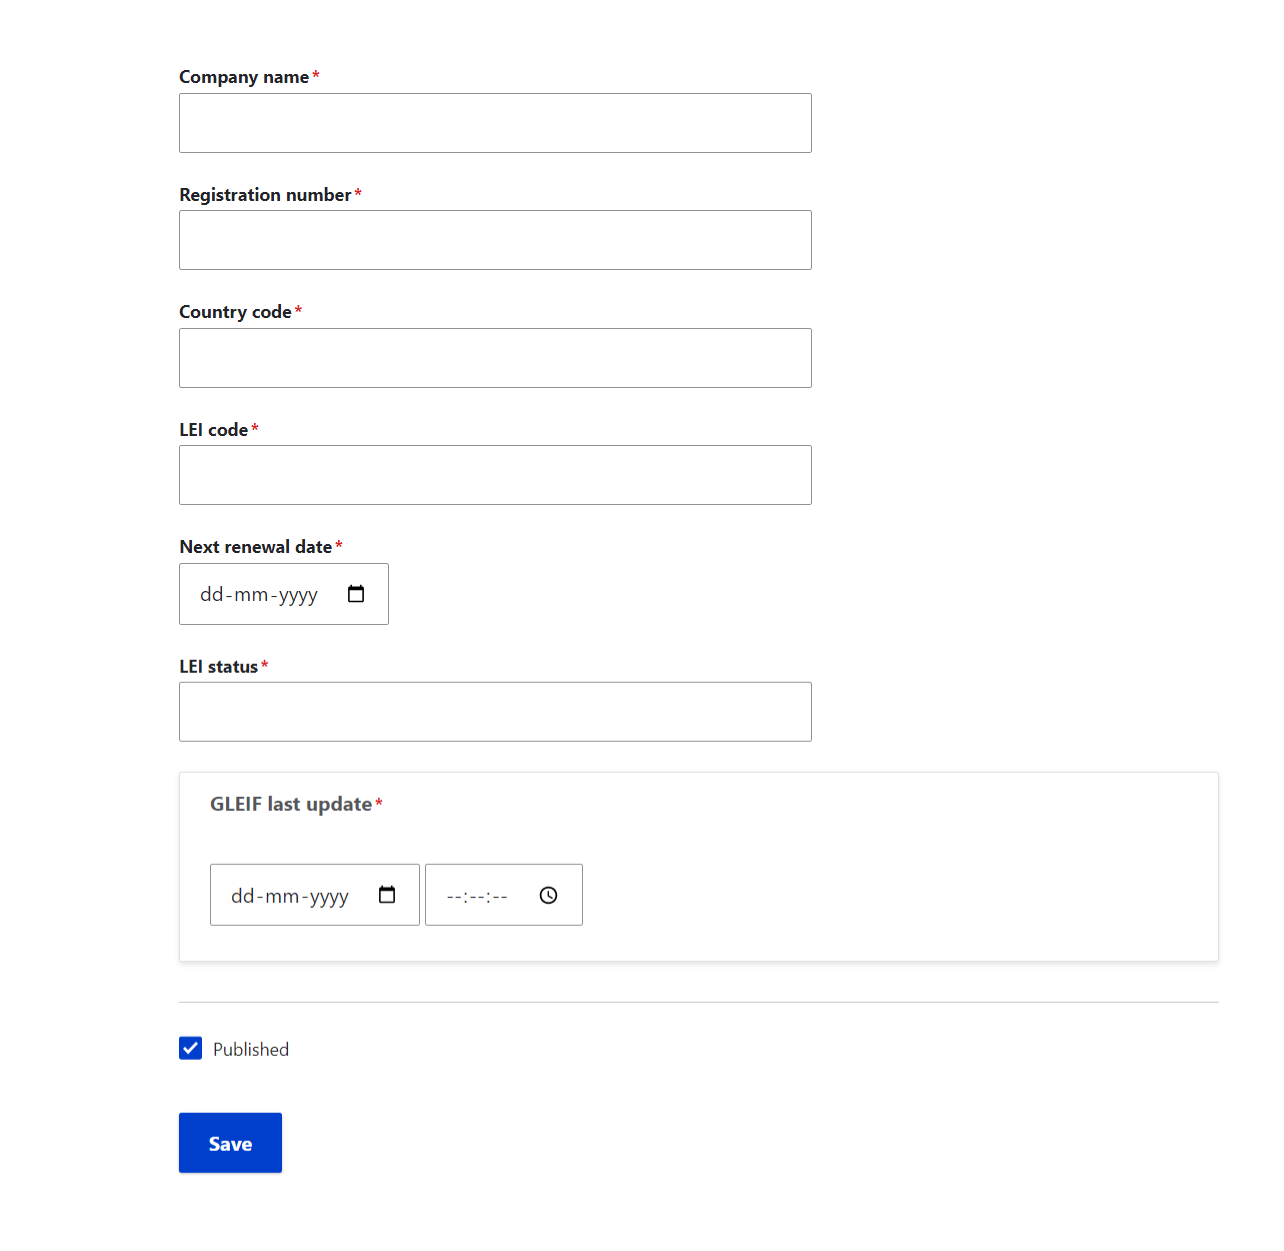 Company name*
Registration number*
Country code*
LEI code*
Next renewal date*
dd-mm-yyyy
LEI status*
GLEIF last update*
dd-mm-yyyy --:--:--
Published
Save